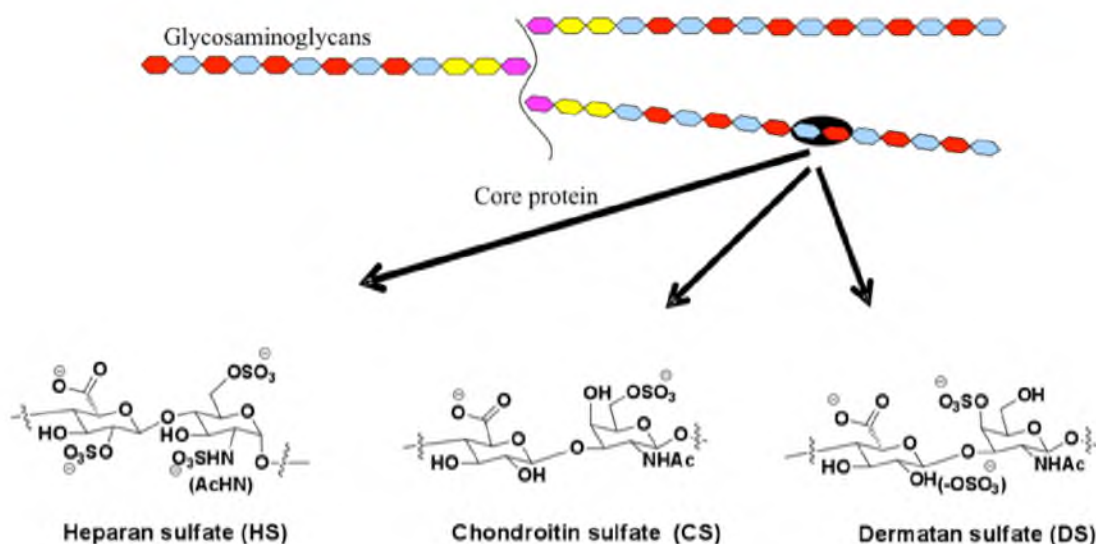 Glycosaminoglycans
Core protein
⊖
O
O⁻
O
HO
O₃SO
⊖
O
⊖
OSO₃
O
HO
O₃SHN
⊖
(AcHN)
O
⊖
O
O
O
HO
OH
O
OH
⊖
OSO₃
O
NHAc
O
⊖
O
O
O
HO
OH(-OSO₃)
O
⊖
O₃SO
OH
O
NHAc
O
Heparan sulfate (HS)
Chondroitin sulfate (CS)
Dermatan sulfate (DS)